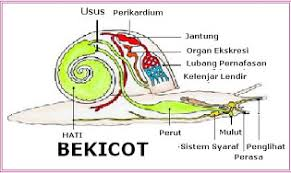 Usus Perikardium
Jantung
Organ Ekskresi
Lubang Pernafasan
Kelenjar Lendir
HATI Perut Mulut
BEKICOT Sistem Syaraf Penglihat
Perasa